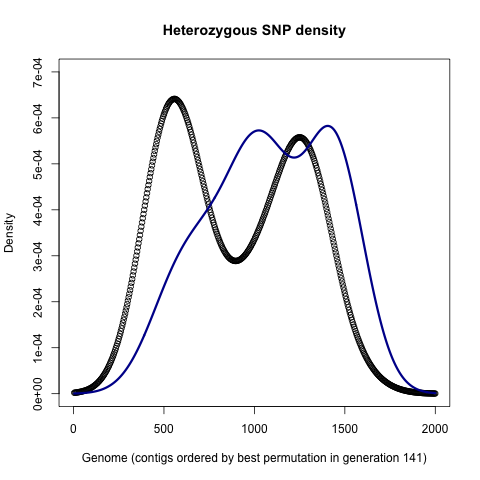 Heterozygous SNP density
Density
7e-04
6e-04
5e-04
4e-04
3e-04
2e-04
1e-04
0e+00
0 500 1000 1500 2000
Genome (contigs ordered by best permutation in generation 141)